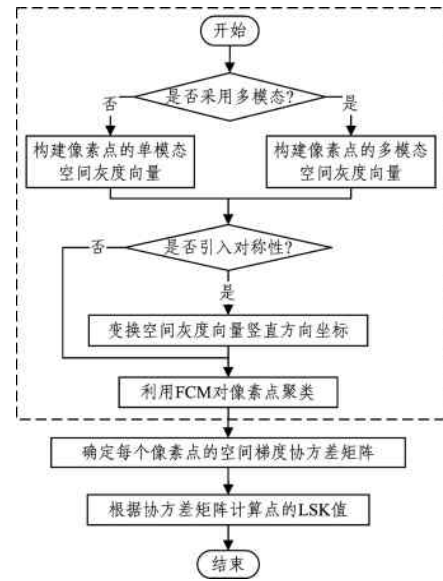 开始
是否采用多模态?
否
是
构建像素点的单模态
空间灰度向量
构建像素点的多模态
空间灰度向量
否
是否引入对称性?
是
变换空间灰度向量竖直方向坐标
利用FCM对像素点聚类
确定每个像素点的空间梯度协方差矩阵
根据协方差矩阵计算点的LSK值
结束